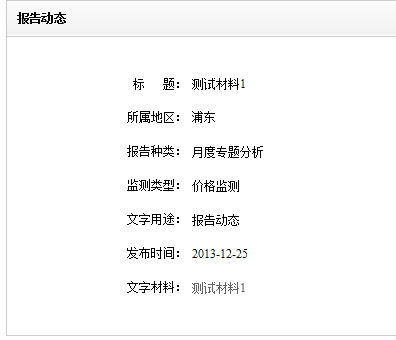 报告动态
标 题： 测试材料1
所属地区： 浦东
报告种类： 月度专题分析
监测类型： 价格监测
文字用途： 报告动态
发布时间： 2013-12-25
文字材料： 测试材料1